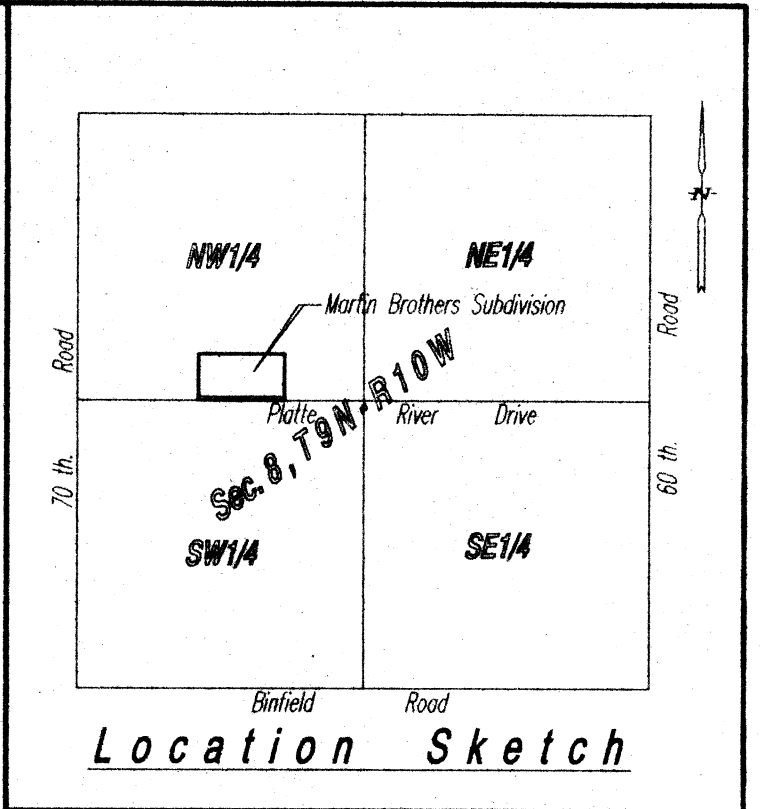 NW1/4
NE1/4
N
Martin Brothers Subdivision
70 th. Road
60 th. Road
Platte River Drive
Sec. 8, T9N-R10W
SW1/4
SE1/4
Binfield Road
Location Sketch